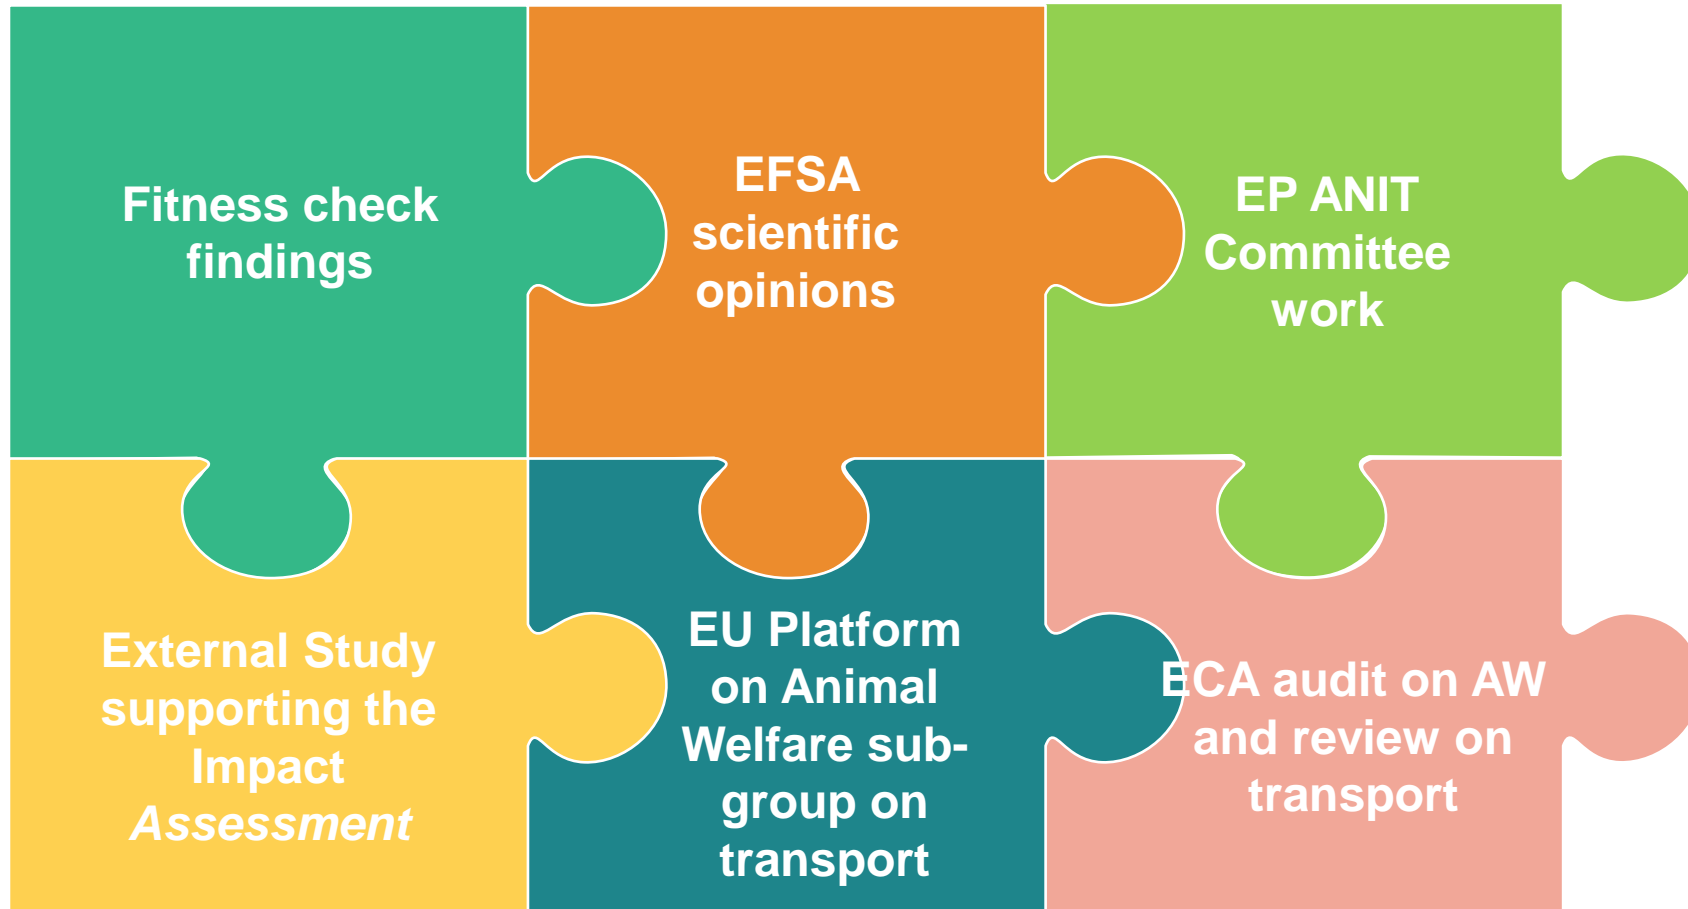 Fitness check
findings
EFSA
scientific
opinions
EP ANIT
Committee
work
External Study
supporting the
Impact
Assessment
EU Platform
on Animal
Welfare sub-
group on
transport
ECA audit on AW
and review on
transport